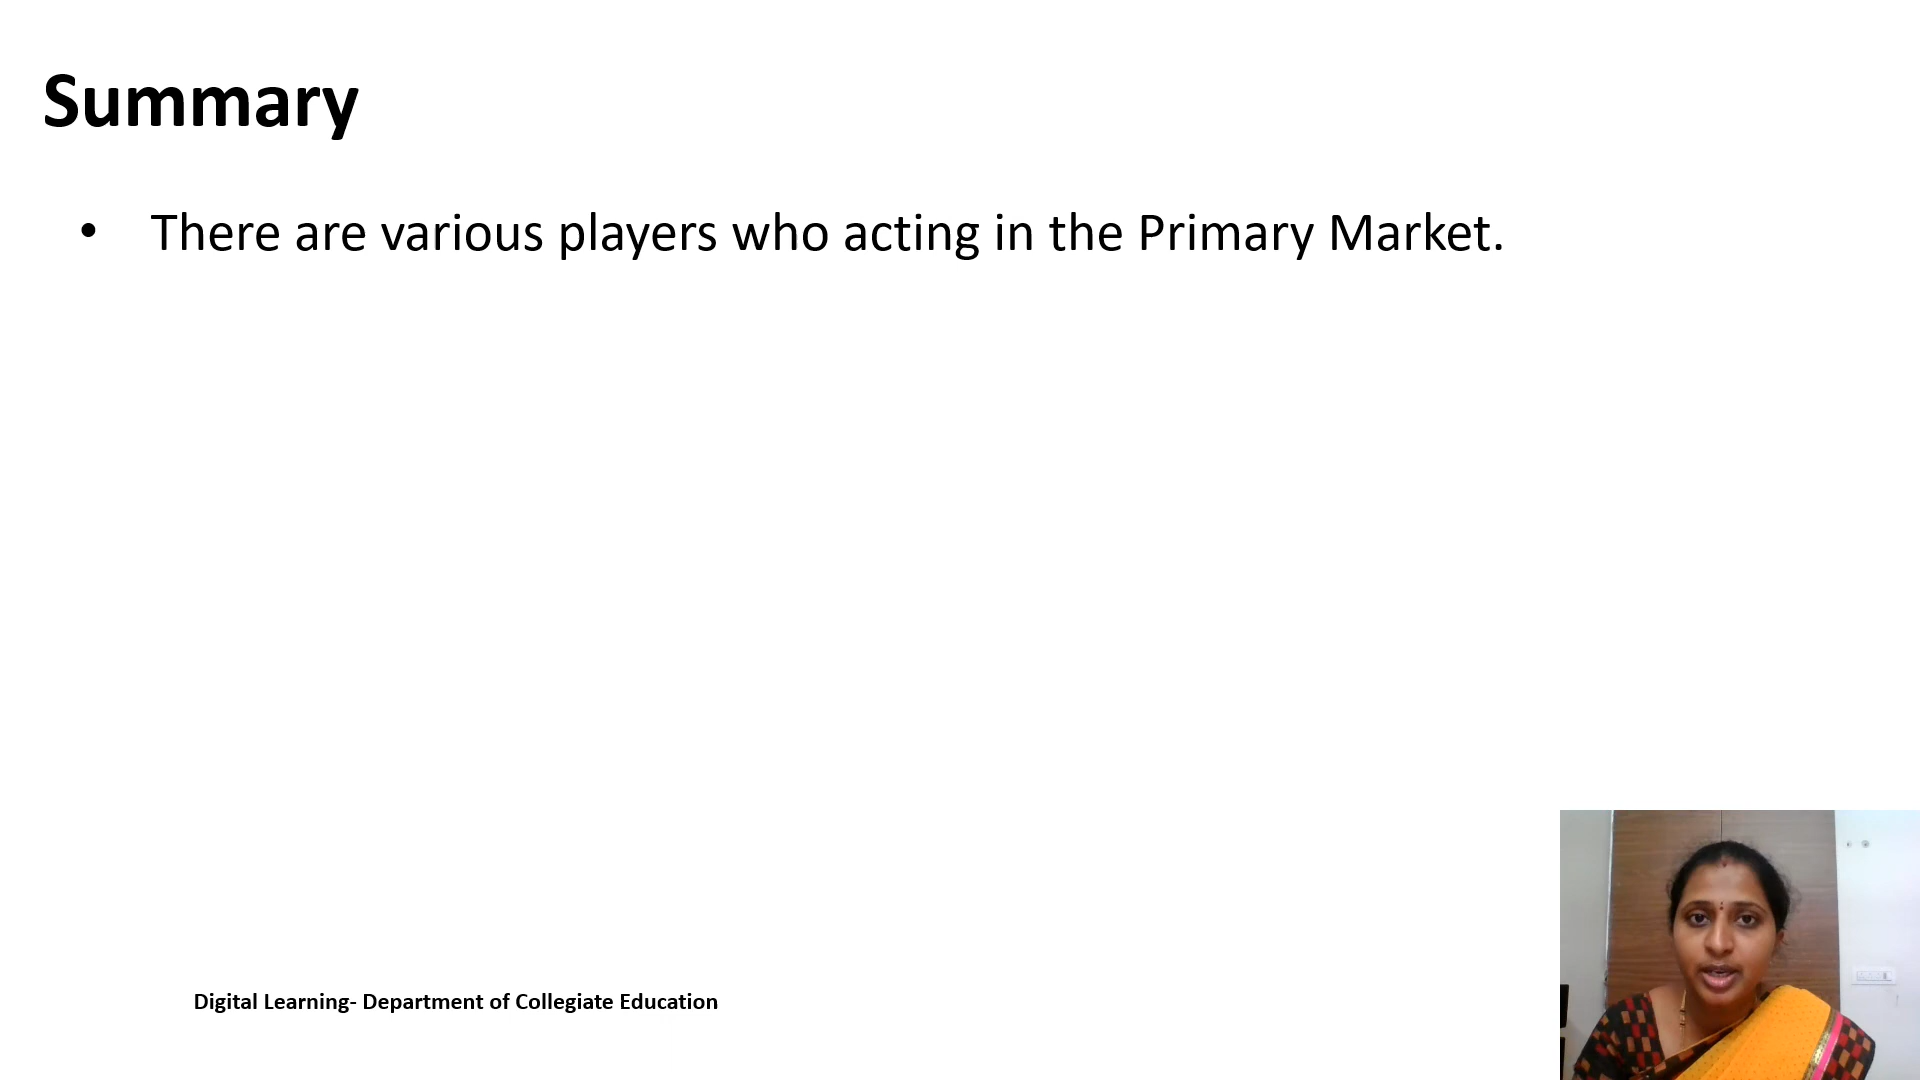 Summary
• There are various players who acting in the Primary Market.
Digital Learning- Department of Collegiate Education